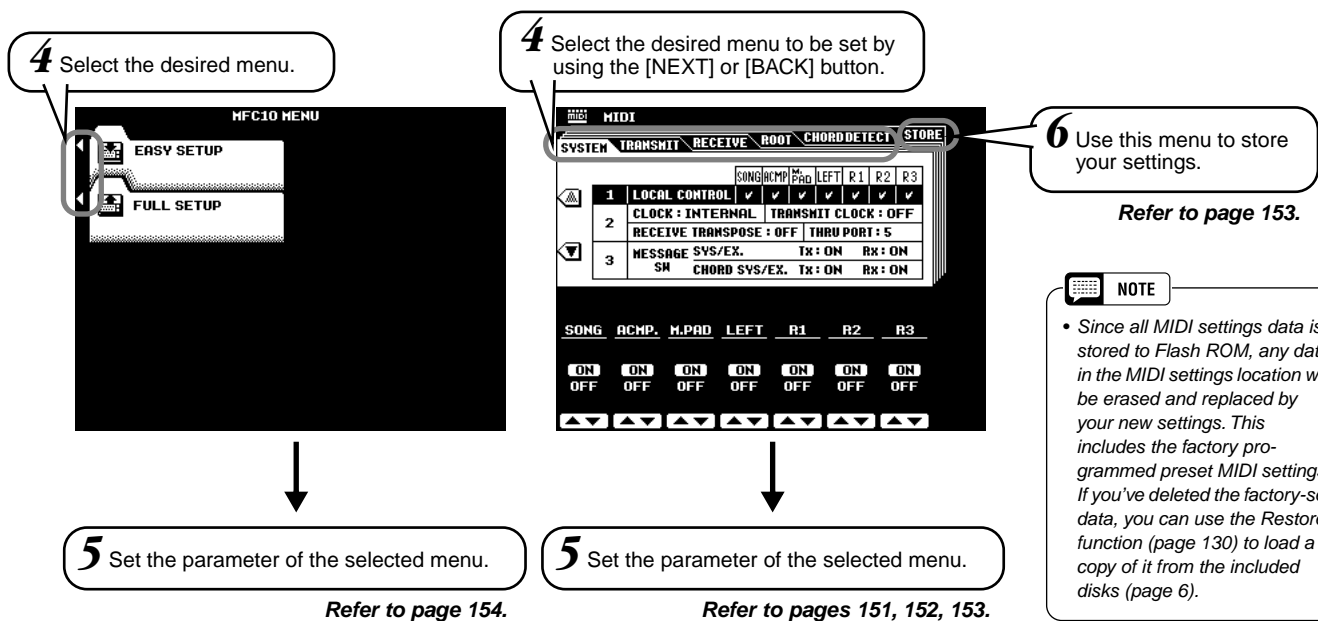 4 Select the desired menu.
MFC10 MENU
EASY SETUP
FULL SETUP
5 Set the parameter of the selected menu.
Refer to page 154.
4 Select the desired menu to be set by
using the [NEXT] or [BACK] button.
MIDI MIDI
SYSTEM TRANSMIT RECEIVE ROOT CHORD DETECT STORE
SONG ACMP M.PAD LEFT R1 R2 R3
1 LOCAL CONTROL ✓ ✓ ✓ ✓ ✓ ✓ ✓
2 CLOCK : INTERNAL TRANSMIT CLOCK : OFF
RECEIVE TRANSPOSE : OFF THRU PORT : 5
3 MESSAGE SW SYS/EX. Tx : ON Rx : ON
CHORD SYS/EX. Tx : ON Rx : ON
SONG ACMP. M.PAD LEFT R1 R2 R3
ON ON ON ON ON ON ON
OFF OFF OFF OFF OFF OFF OFF
5 Set the parameter of the selected menu.
Refer to pages 151, 152, 153.
6 Use this menu to store
your settings.
Refer to page 153.
NOTE
• Since all MIDI settings data is
stored to Flash ROM, any dat
in the MIDI settings location w
be erased and replaced by
your new settings. This
includes the factory pro-
grammed preset MIDI settings
If you've deleted the factory-se
data, you can use the Restore
function (page 130) to load a
copy of it from the included
disks (page 6).